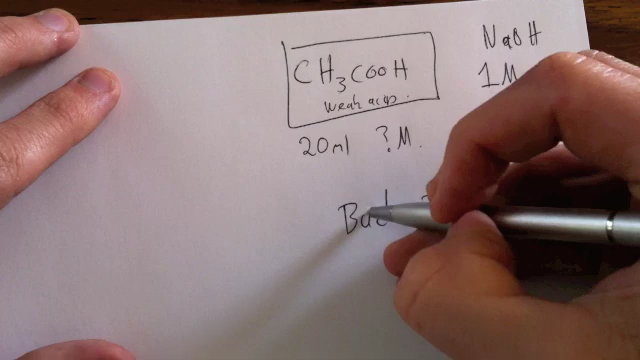 CH₃COOH
weak acid.
20ml ?M.
NaOH
1M